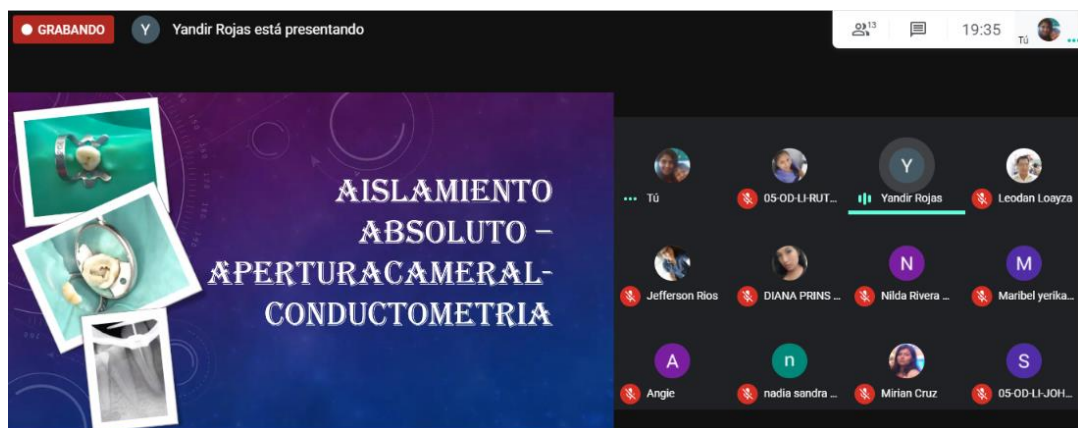 GRABANDO
Y
Yandir Rojas está presentando
13
19:35
Tú
AISLAMIENTO
ABSOLUTO –
APERTURACAMERAL-
CONDUCTOMETRIA
Tú
05-OD-LI-RUT...
Y
Yandir Rojas
Leodan Loayza
Jefferson Rios
DIANA PRINS ...
N
Nilda Rivera ...
M
Maribel yerika...
A
Angie
n
nadia sandra ...
Mirian Cruz
S
05-OD-LI-JOH...